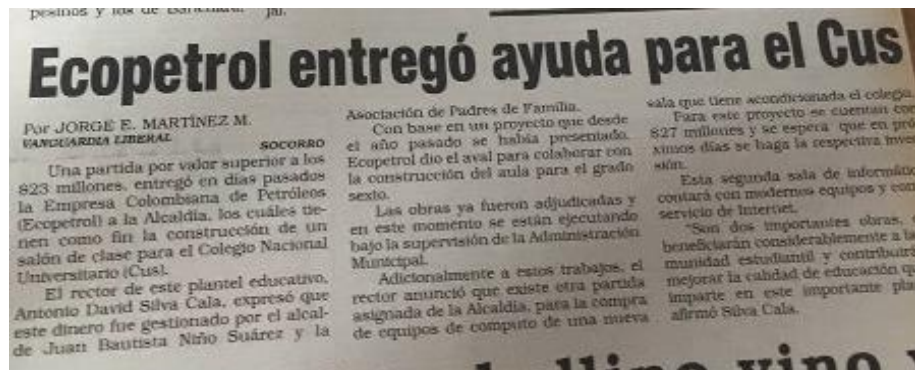 pesinos y los de
jal.
Ecopetrol entregó ayuda para el Cus
Por JORGE E. MARTÍNEZ M.
VANGUARDIA LIBERAL
SOCORRO
Una partida por valor superior a los
$23 millones, entregó en días pasados
la Empresa Colombiana de Petróleos
(Ecopetrol) a la Alcaldía, los cuáles tie-
nen como fin la construcción de un
salón de clase para el Colegio Nacional
Universitario (Cus).
El rector de este plantel educativo,
Antonio David Silva Cala, expresó que
este dinero fue gestionado por el alcal-
de Juan Bautista Niño Suárez y la
Asociación de Padres de Familia.
Con base en un proyecto que desde
el año pasado se había presentado,
Ecopetrol dio el aval para colaborar con
la construcción del aula para el grado
sexto.
Las obras ya fueron adjudicadas y
en este momento se están ejecutando
bajo la supervisión de la Administración
Municipal.
Adicionalmente a estos trabajos, el
rector anunció que existe otra partida
asignada de la Alcaldía, para la compra
de equipos de computo de una nueva
sala que tiene acondicionada el colegio.
Para este proyecto se cuentan con
$27 millones y se espera que en pró
ximos días se haga la respectiva inver
sión.
Esta segunda sala de informát
contará con modernos equipos y con
servicio de Internet.
"Son dos importantes obras,
beneficiarán considerablemente a la
munidad estudiantil y contribuirá
mejorar la calidad de educación q
imparte en este importante pla
afirmó Silva Cala.
vino